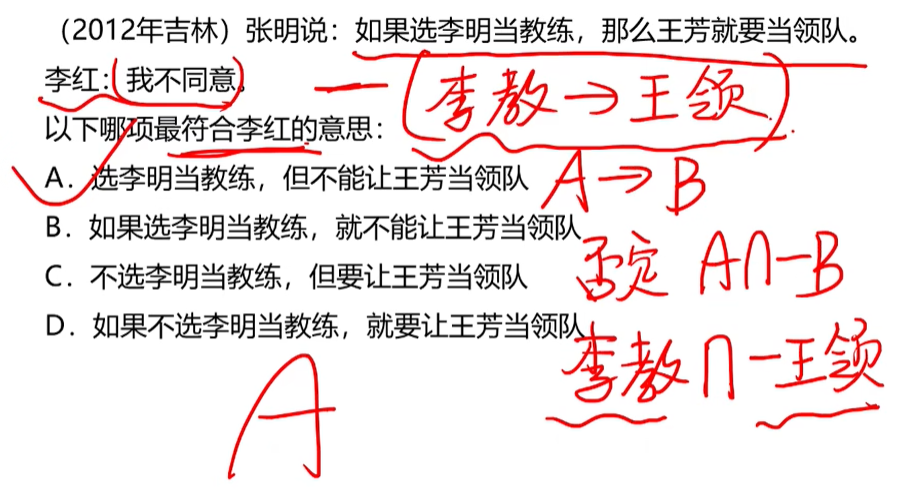 （2012年吉林）张明说：如果选李明当教练，那么王芳就要当领队。
李红：我不同意。
一（李教→王领）
以下哪项最符合李红的意思：
A．选李明当教练，但不能让王芳当领队
A→B
B．如果选李明当教练，就不能让王芳当领队
否定 A∩一B
C．不选李明当教练，但要让王芳当领队
D．如果不选李明当教练，就要让王芳当领队
李教∩一王领
A